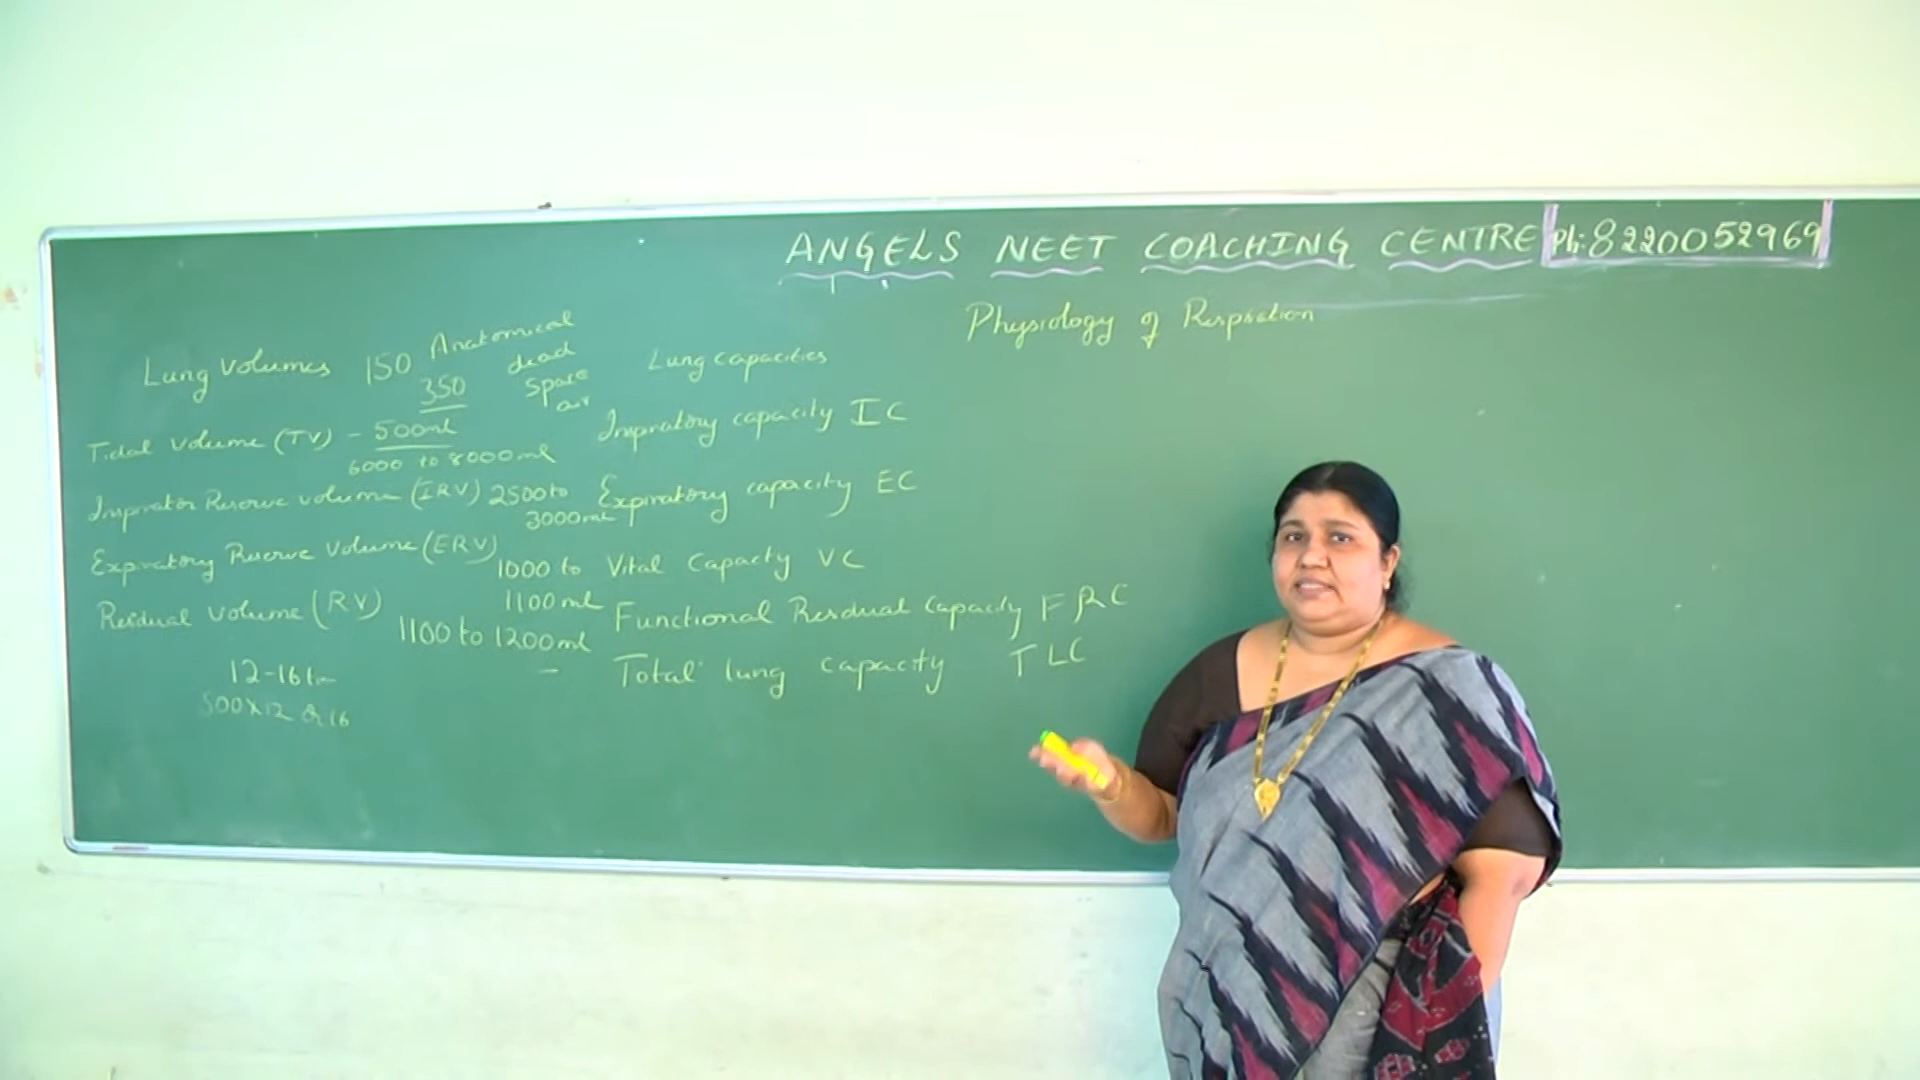 ANGELS NEET COACHING CENTRE Ph: 8220052969
Physiology of Respiration
Lung Volumes 150 Anatomical dead space air
350
Tidal Volume (TV) - 500ml
6000 to 8000ml
Inspirator Reserve volume (IRV) 2500 to
3000ml
Expiratory Reserve Volume (ERV)
1000 to
1100ml
Residual Volume (RV)
1100 to 1200ml
12-16
500x12 or 16
Lung capacities
Inspratory capacity IC
Expiratory capacity EC
Vital Capacity VC
Functional Residual Capacity FRC
Total lung capacity TLC